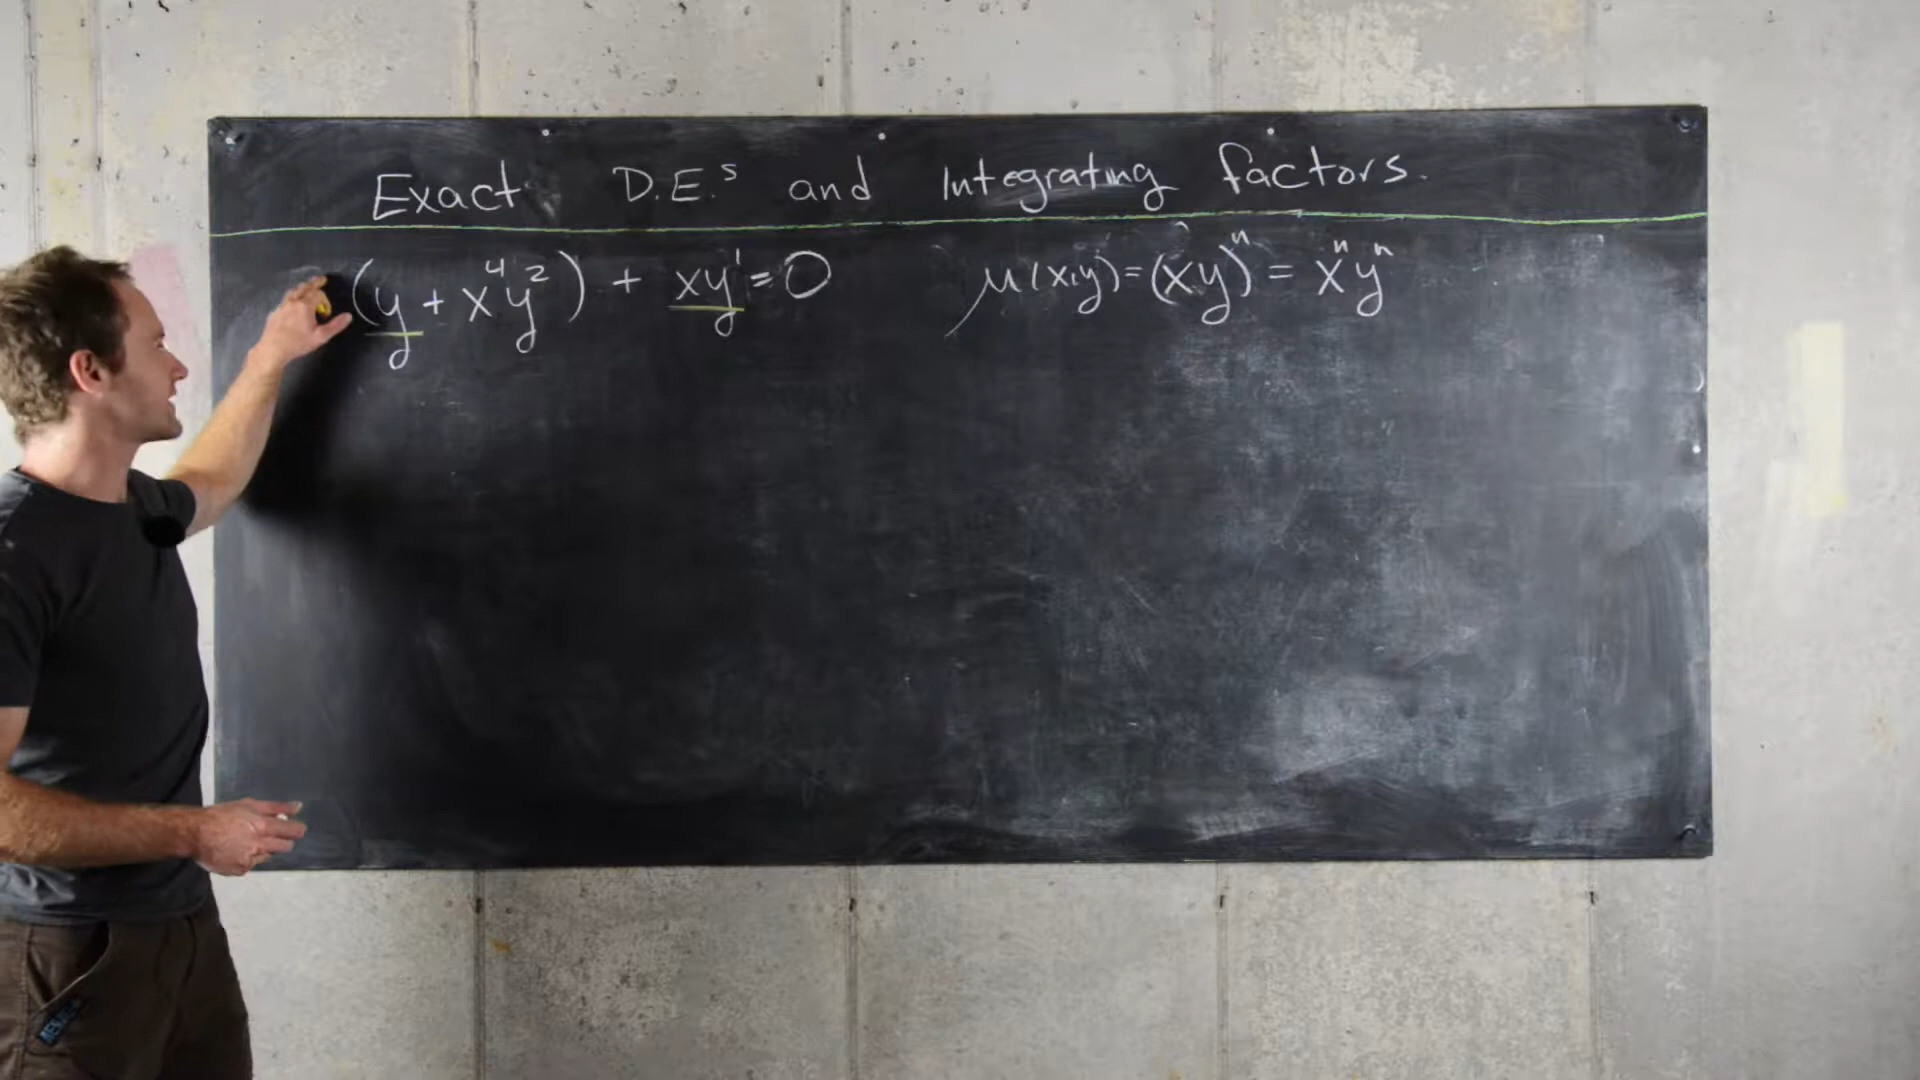 Exact D.E.s and Integrating factors.
(y + x⁴y²) + xy' = 0
μ(x,y) = (xy)ⁿ = xⁿyⁿ